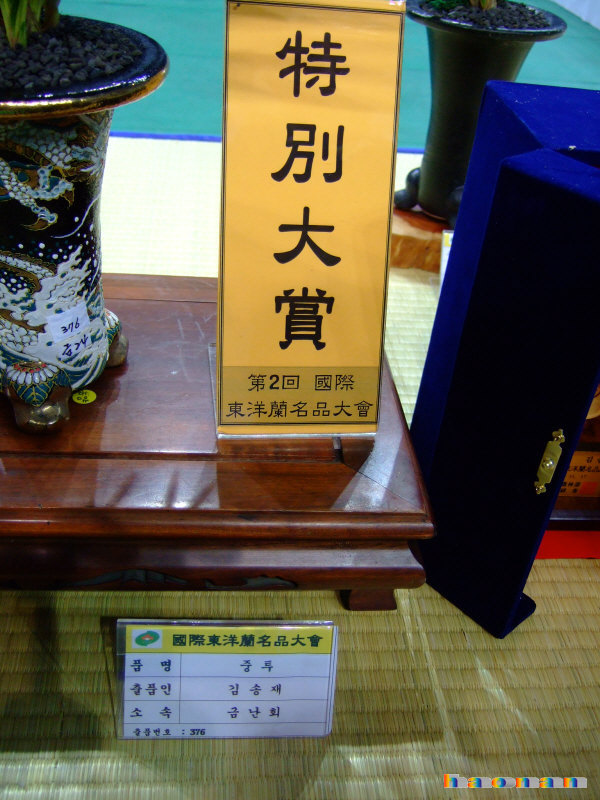 特別大賞
第2回 國際
東洋蘭名品大會
376
國際東洋蘭名品大會
품 명 중 투
출품인 김 송 재
소 속 금 난 회
출품번호 : 376
haonan